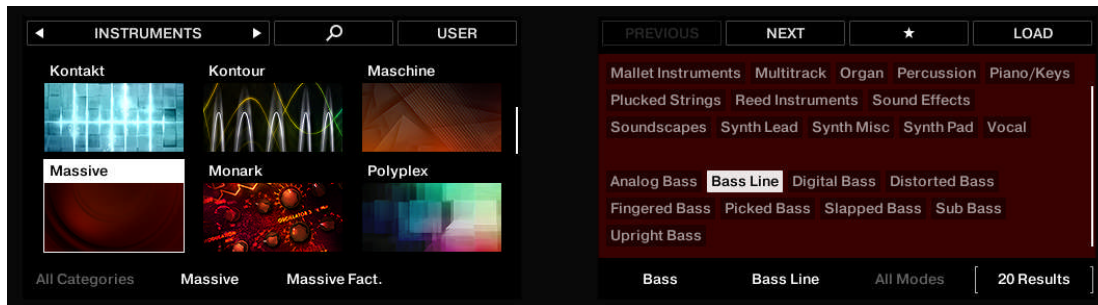 INSTRUMENTS USER
Kontakt Kontour Maschine
Massive Monark Polyplex
OSCILLATOR 3
All Categories Massive Massive Fact.
PREVIOUS NEXT ★ LOAD
Mallet Instruments Multitrack Organ Percussion Piano/Keys
Plucked Strings Reed Instruments Sound Effects
Soundscapes Synth Lead Synth Misc Synth Pad Vocal
Analog Bass Bass Line Digital Bass Distorted Bass
Fingered Bass Picked Bass Slapped Bass Sub Bass
Upright Bass
Bass Bass Line All Modes 20 Results